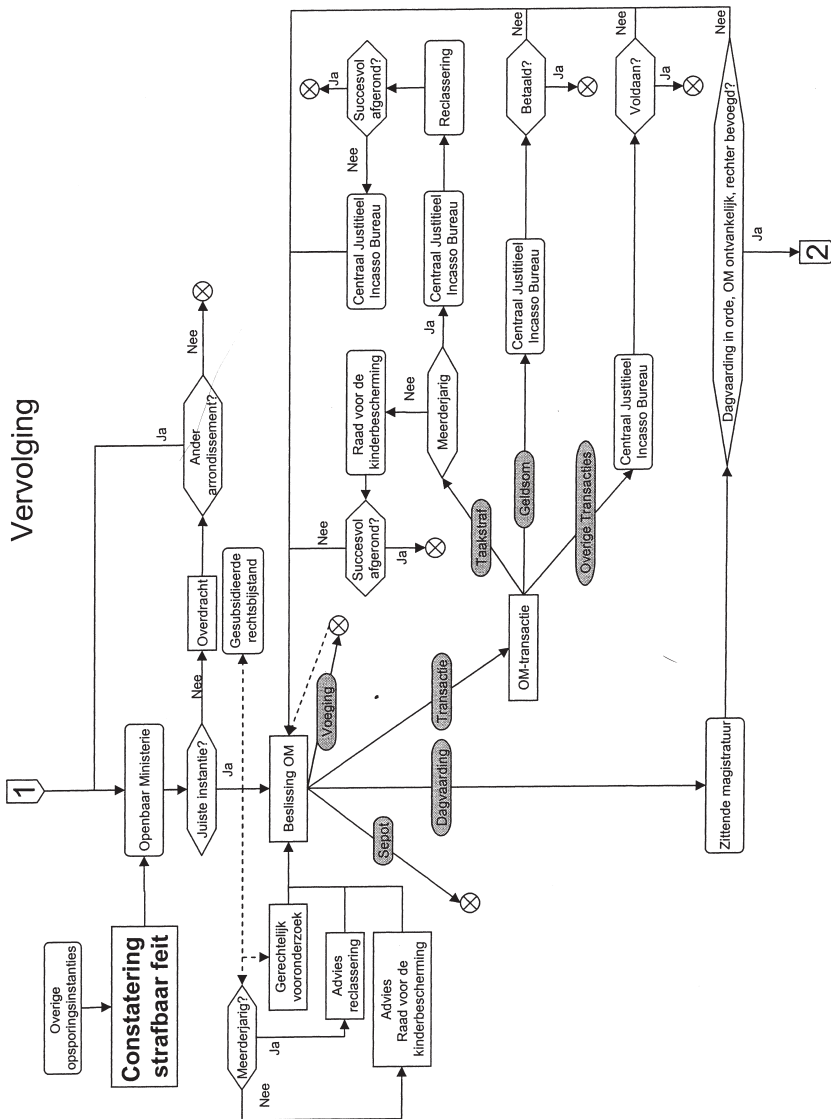 Vervolging
1
Overige
opsporingsinstanties
Constatering
strafbaar feit
Openbaar Ministerie
Juiste instantie?
Nee
Overdracht
Ander
arrondissement?
Ja
Nee
Ja
Gesubsidieerde
rechtsbijstand
Meerderjarig?
Ja
Nee
Gerechtelijk
vooronderzoek
Advies
reclassering
Advies
Raad voor de
kinderbescherming
Beslissing OM
Voeging
Transactie
Dagvaarding
Sepot
OM-transactie
Taakstraf
Geldsom
Overige Transacties
Meerderjarig
Nee
Raad voor de
kinderbescherming
Succesvol
afgerond?
Nee
Ja
Ja
Centraal Justitieel
Incasso Bureau
Reclassering
Succesvol
afgerond?
Ja
Nee
Centraal Justitieel
Incasso Bureau
Centraal Justitieel
Incasso Bureau
Betaald?
Nee
Ja
Centraal Justitieel
Incasso Bureau
Voldaan?
Nee
Ja
Zittende magistratuur
Dagvaarding in orde, OM ontvankelijk, rechter bevoegd?
Nee
Ja
2